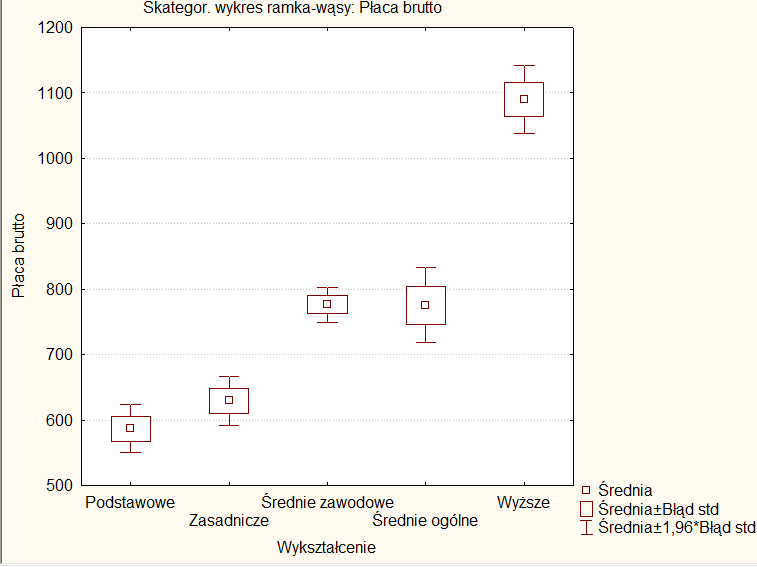 Skategor. wykres ramka-wąsy: Płaca brutto
1200
1100
1000
900
800
700
600
500
Płaca brutto
Podstawowe
Zasadnicze
Średnie zawodowe
Średnie ogólne
Wyższe
Wykształcenie
Średnia
Średnia±Błąd std
Średnia±1,96*Błąd std